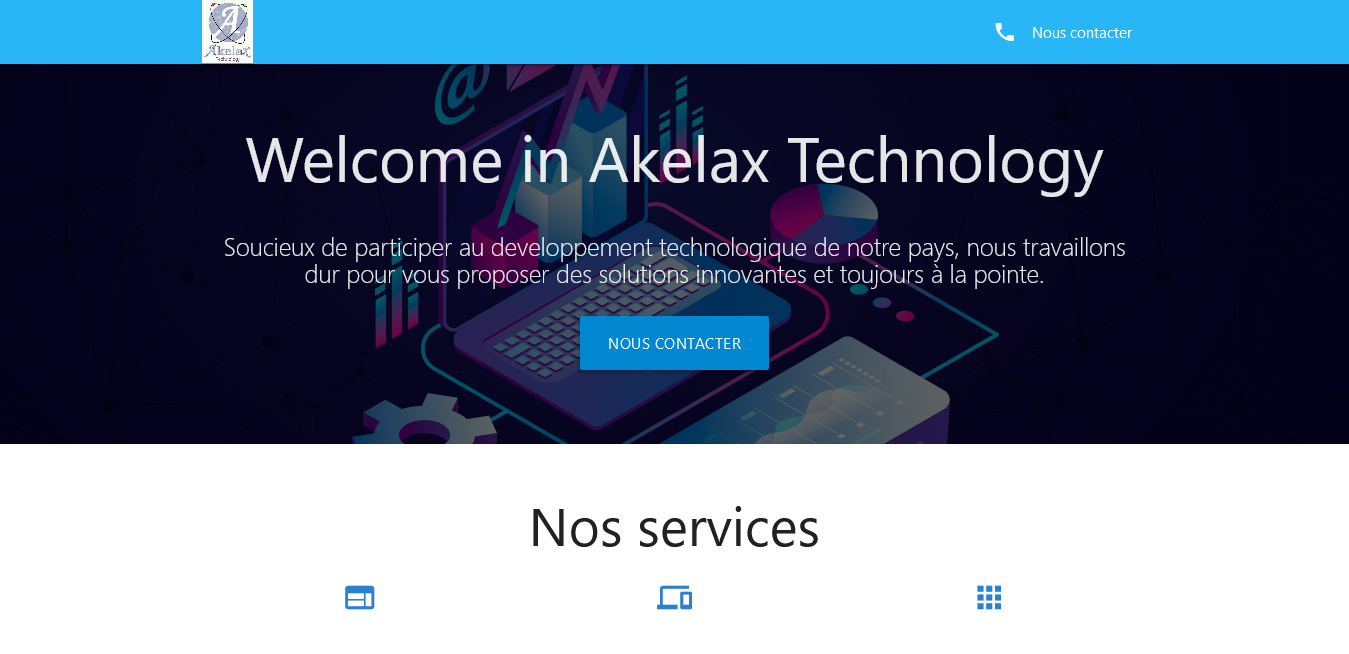 A
Akelax
Technology
Nous contacter
Welcome in Akelax Technology
Soucieux de participer au developpement technologique de notre pays, nous travaillons
dur pour vous proposer des solutions innovantes et toujours à la pointe.
NOUS CONTACTER
Nos services